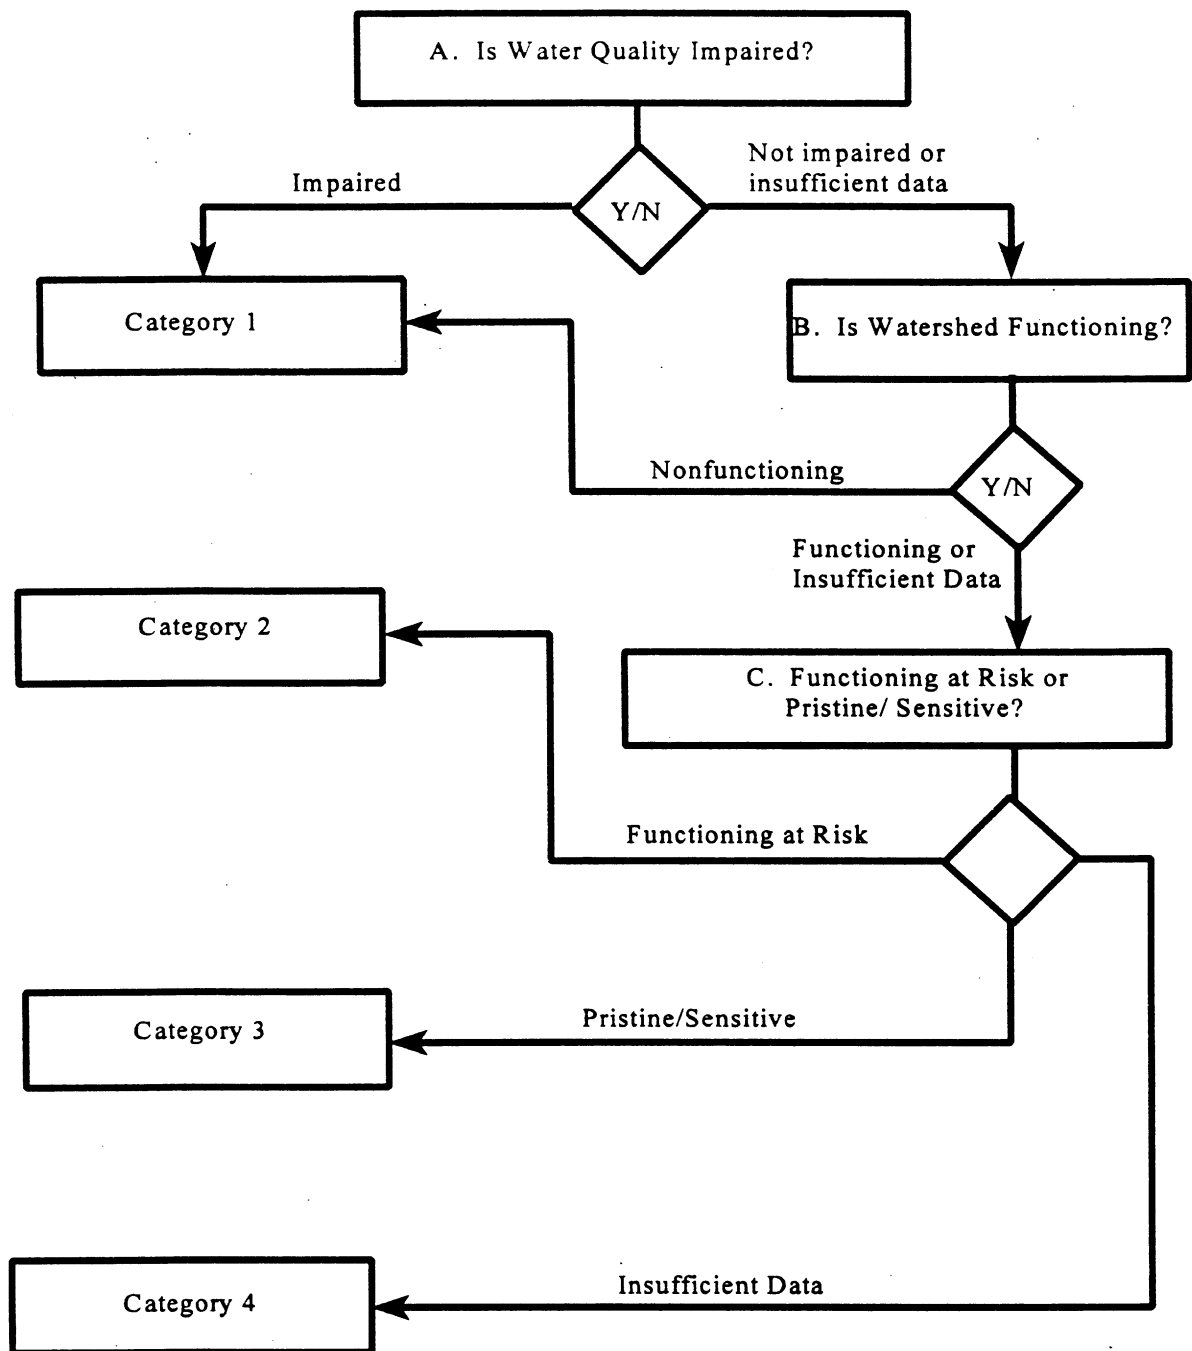 A. Is Water Quality Impaired?
Not impaired or
insufficient data
Impaired
Y/N
Category 1
B. Is Watershed Functioning?
Nonfunctioning
Y/N
Functioning or
Insufficient Data
Category 2
C. Functioning at Risk or
Pristine/ Sensitive?
Functioning at Risk
Category 3
Pristine/Sensitive
Insufficient Data
Category 4